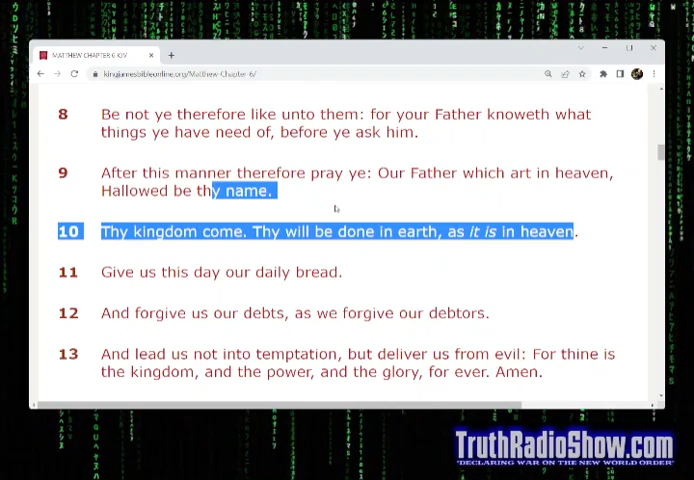 MATTHEW CHAPTER 6 KJV
kingjamesbibleonline.org/Matthew-Chapter-6/
8 Be not ye therefore like unto them: for your Father knoweth what
things ye have need of, before ye ask him.
9 After this manner therefore pray ye: Our Father which art in heaven,
Hallowed be thy name.
10 Thy kingdom come. Thy will be done in earth, as it is in heaven.
11 Give us this day our daily bread.
12 And forgive us our debts, as we forgive our debtors.
13 And lead us not into temptation, but deliver us from evil: For thine is
the kingdom, and the power, and the glory, for ever. Amen.
TruthRadioShow.com
"DECLARING WAR ON THE NEW WORLD ORDER"